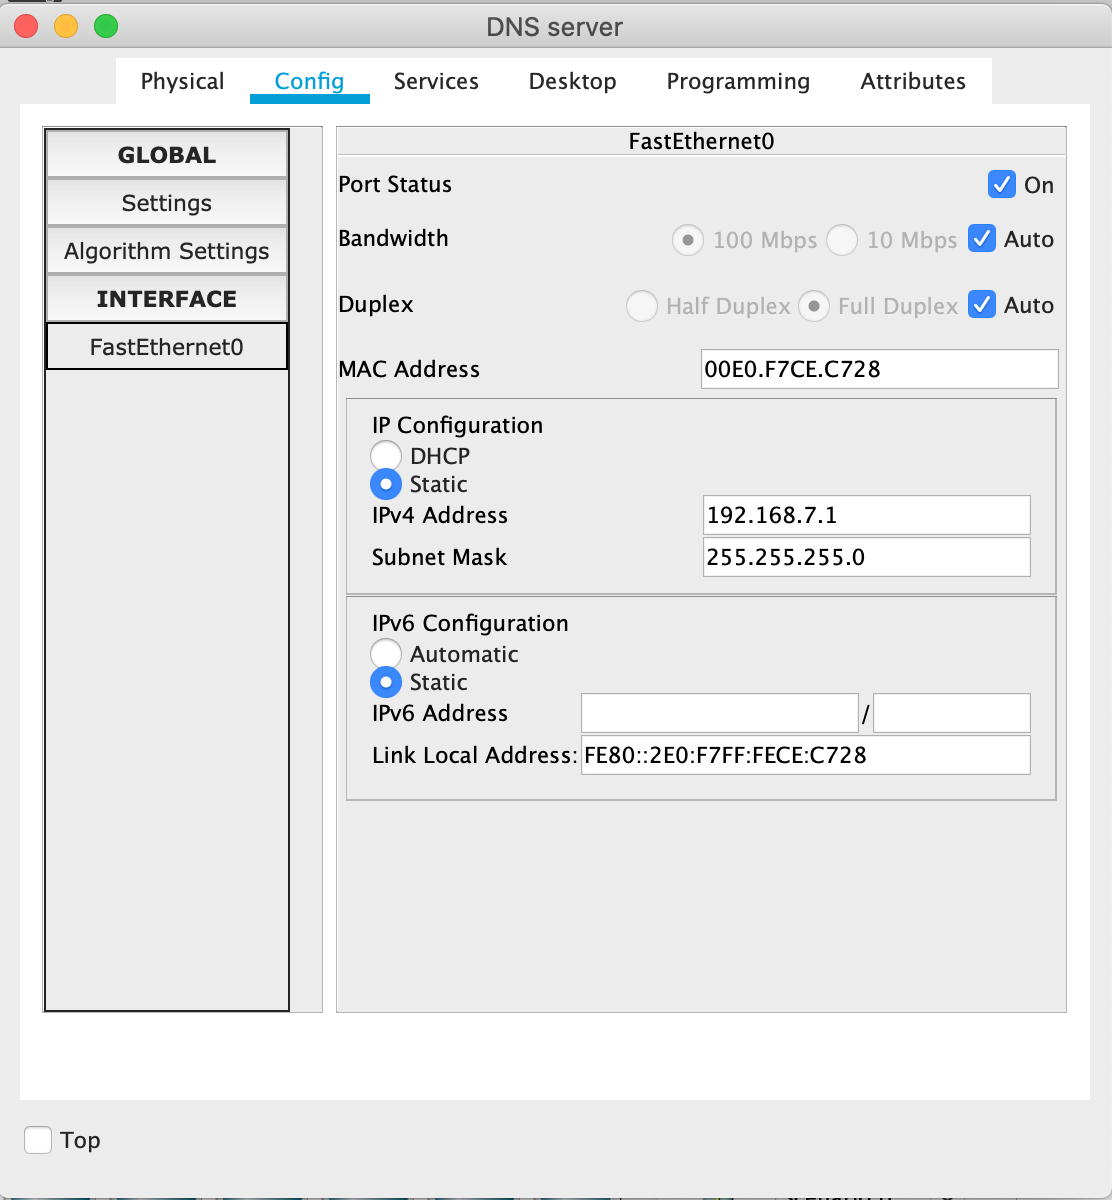 DNS server
Physical Config Services Desktop Programming Attributes
GLOBAL
Settings
Algorithm Settings
INTERFACE
FastEthernet0
FastEthernet0
Port Status On
Bandwidth 100 Mbps 10 Mbps Auto
Duplex Half Duplex Full Duplex Auto
MAC Address 00E0.F7CE.C728
IP Configuration
DHCP
Static
IPv4 Address 192.168.7.1
Subnet Mask 255.255.255.0
IPv6 Configuration
Automatic
Static
IPv6 Address /
Link Local Address: FE80::2E0:F7FF:FECE:C728
Top